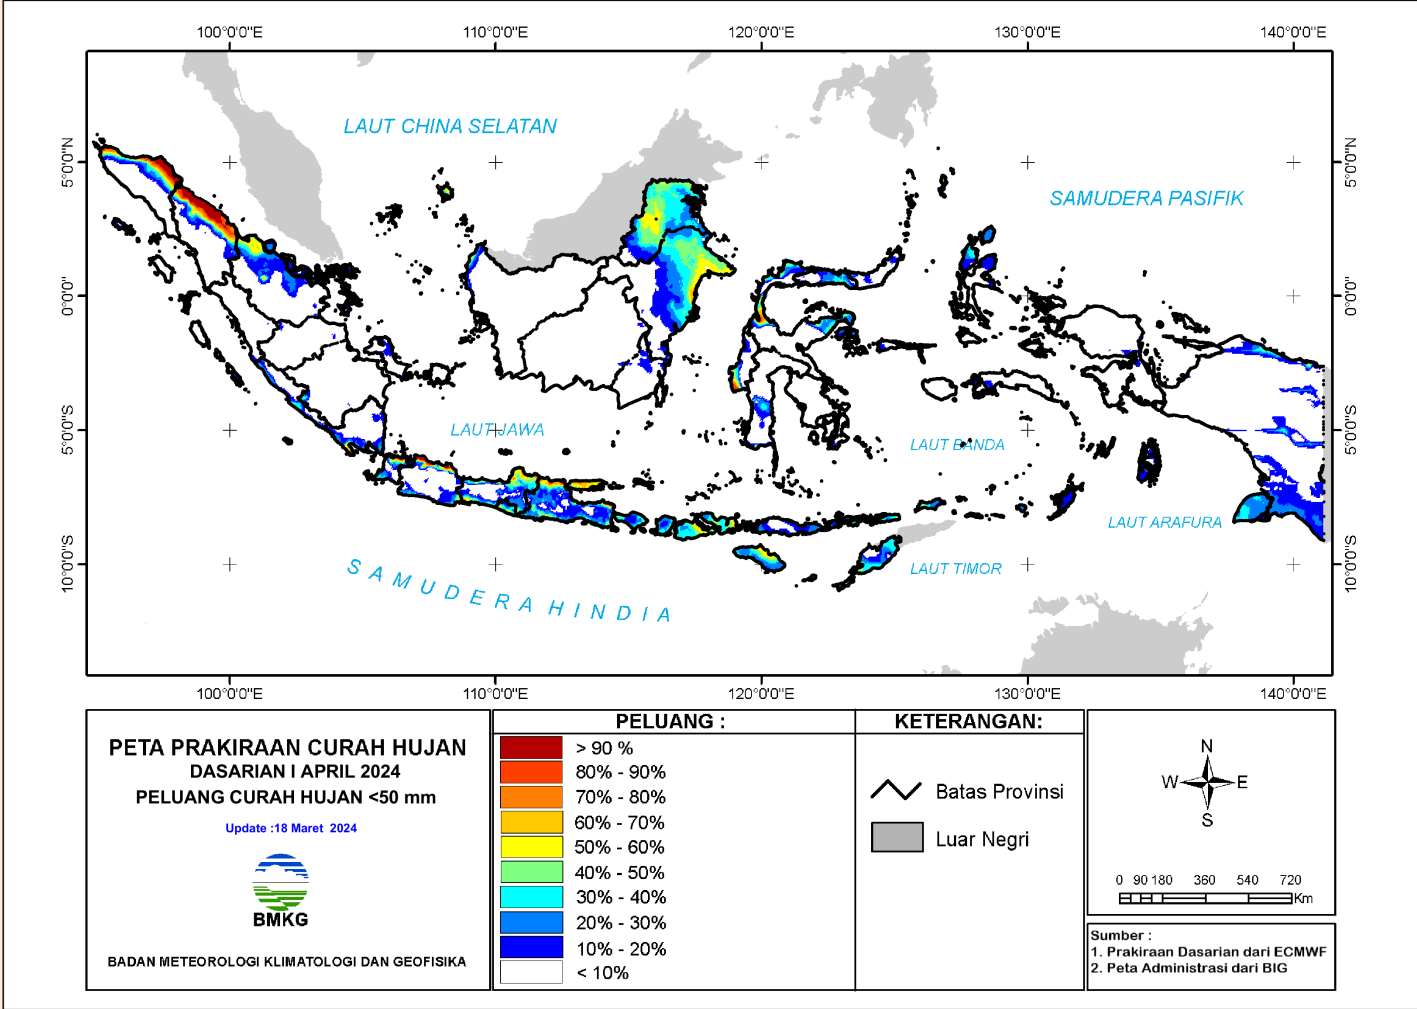 100°0'0"E
110°0'0"E
120°0'0"E
130°0'0"E
140°0'0"E
5°0'0"N
0°0'0"
5°0'0"S
10°0'0"S
LAUT CHINA SELATAN
SAMUDERA PASIFIK
LAUT JAWA
LAUT BANDA
LAUT ARAFURA
LAUT TIMOR
SAMUDERA HINDIA
5°0'0"N
0°0'0"
5°0'0"S
10°0'0"S
100°0'0"E
110°0'0"E
120°0'0"E
130°0'0"E
140°0'0"E
PETA PRAKIRAAN CURAH HUJAN
DASARIAN I APRIL 2024
PELUANG CURAH HUJAN <50 mm
Update :18 Maret 2024
BMKG
BADAN METEOROLOGI KLIMATOLOGI DAN GEOFISIKA
PELUANG :
> 90 %
80% - 90%
70% - 80%
60% - 70%
50% - 60%
40% - 50%
30% - 40%
20% - 30%
10% - 20%
< 10%
KETERANGAN:
Batas Provinsi
Luar Negri
N
W E
S
0 90 180 360 540 720
Km
Sumber :
1. Prakiraan Dasarian dari ECMWF
2. Peta Administrasi dari BIG